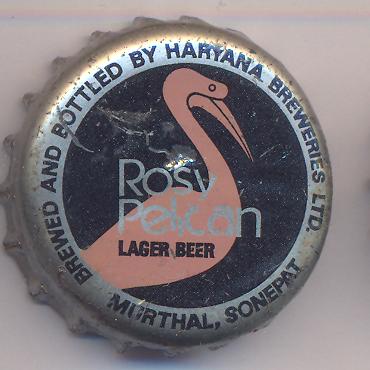 BREWED AND BOTTLED BY HARYANA BREWERIES LTD.
Rosy
Pelican
LAGER BEER
MURTHAL, SONEPAT